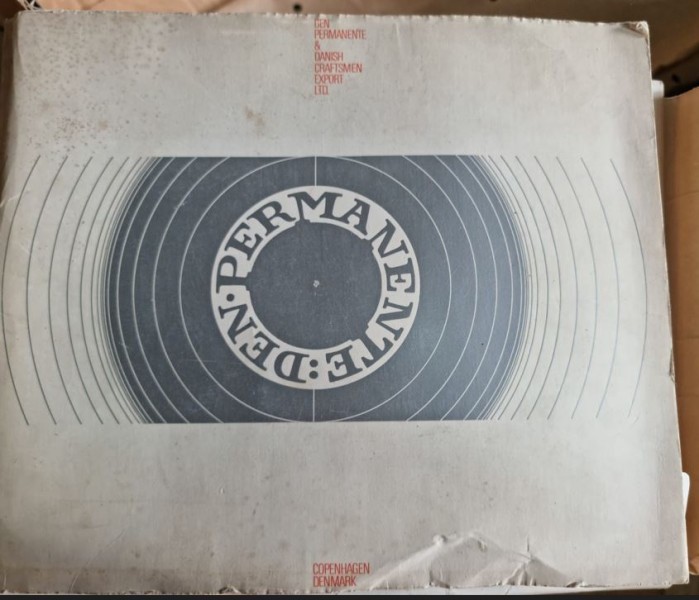 DEN
PERMANENTE
&
DANISH
CRAFTSMEN
EXPORT
LTD.
DEN · PERMANENTE:
COPENHAGEN
DENMARK